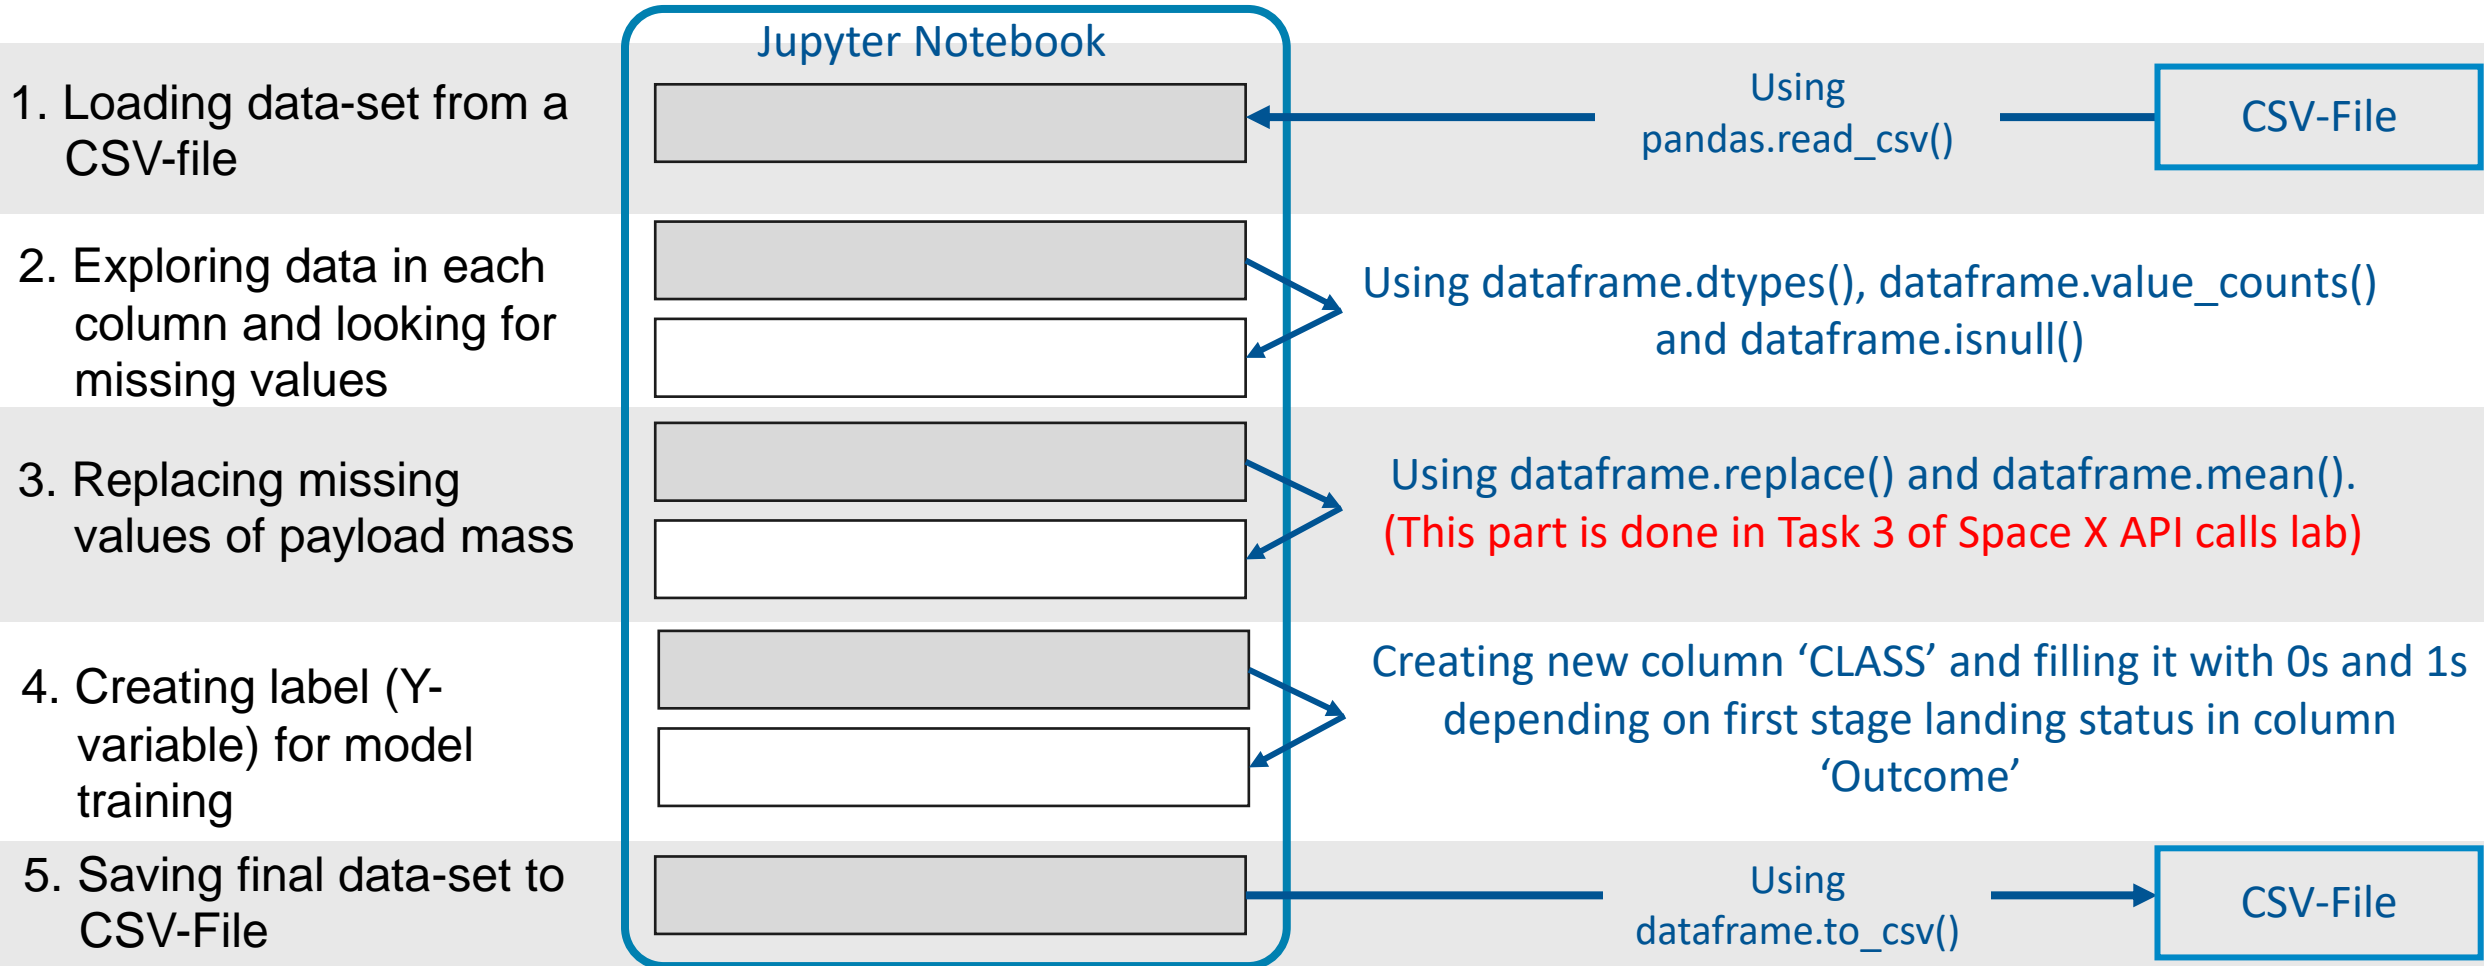 Jupyter Notebook
1. Loading data-set from a
CSV-file
Using
pandas.read_csv()
CSV-File
2. Exploring data in each
column and looking for
missing values
Using dataframe.dtypes(), dataframe.value_counts()
and dataframe.isnull()
3. Replacing missing
values of payload mass
Using dataframe.replace() and dataframe.mean().
(This part is done in Task 3 of Space X API calls lab)
4. Creating label (Y-
variable) for model
training
Creating new column ‘CLASS’ and filling it with 0s and 1s
depending on first stage landing status in column
‘Outcome’
5. Saving final data-set to
CSV-File
Using
dataframe.to_csv()
CSV-File